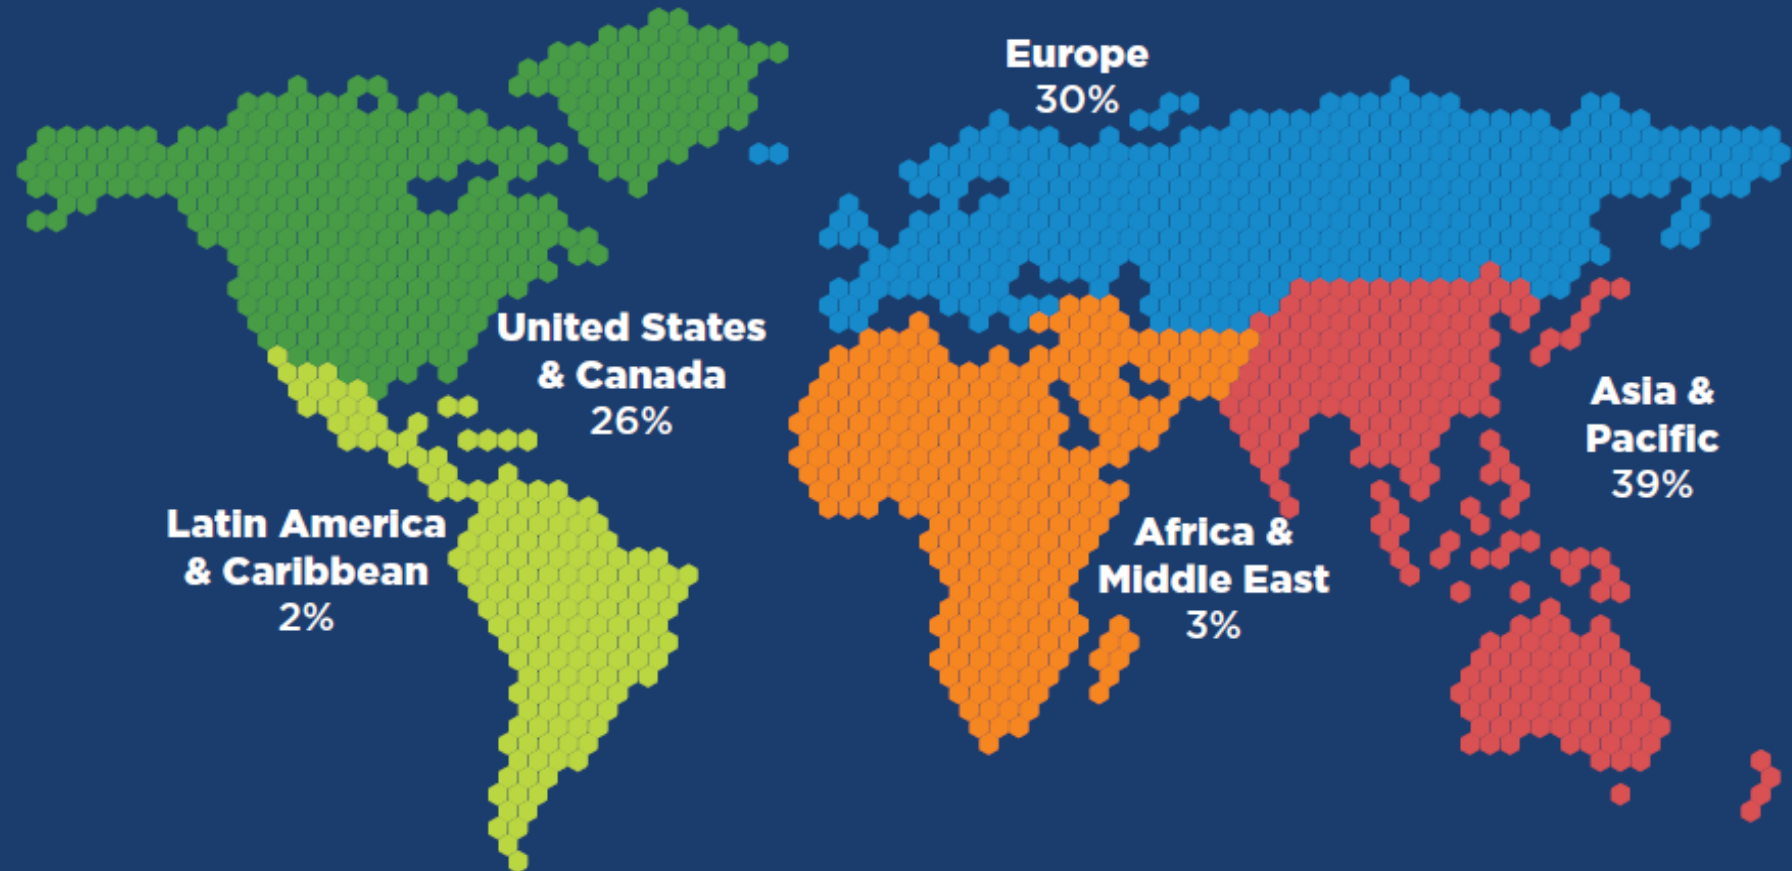 Europe
30%
United States
& Canada
26%
Asia &
Pacific
39%
Latin America
& Caribbean
2%
Africa &
Middle East
3%